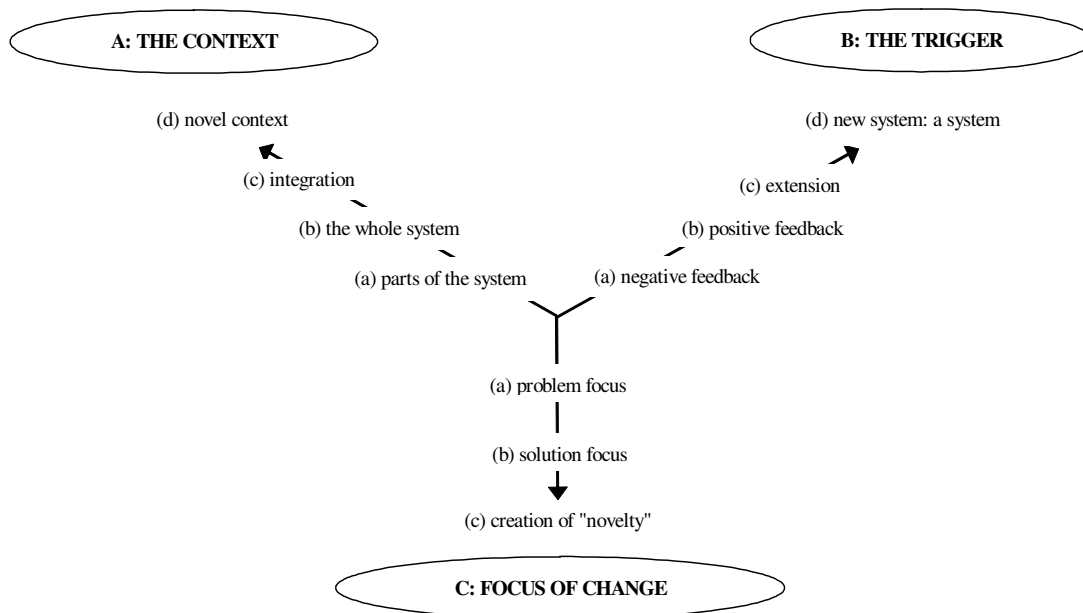 A: THE CONTEXT
B: THE TRIGGER
(d) novel context
(d) new system: a system
(c) integration
(c) extension
(b) the whole system
(b) positive feedback
(a) parts of the system
(a) negative feedback
(a) problem focus
(b) solution focus
(c) creation of "novelty"
C: FOCUS OF CHANGE